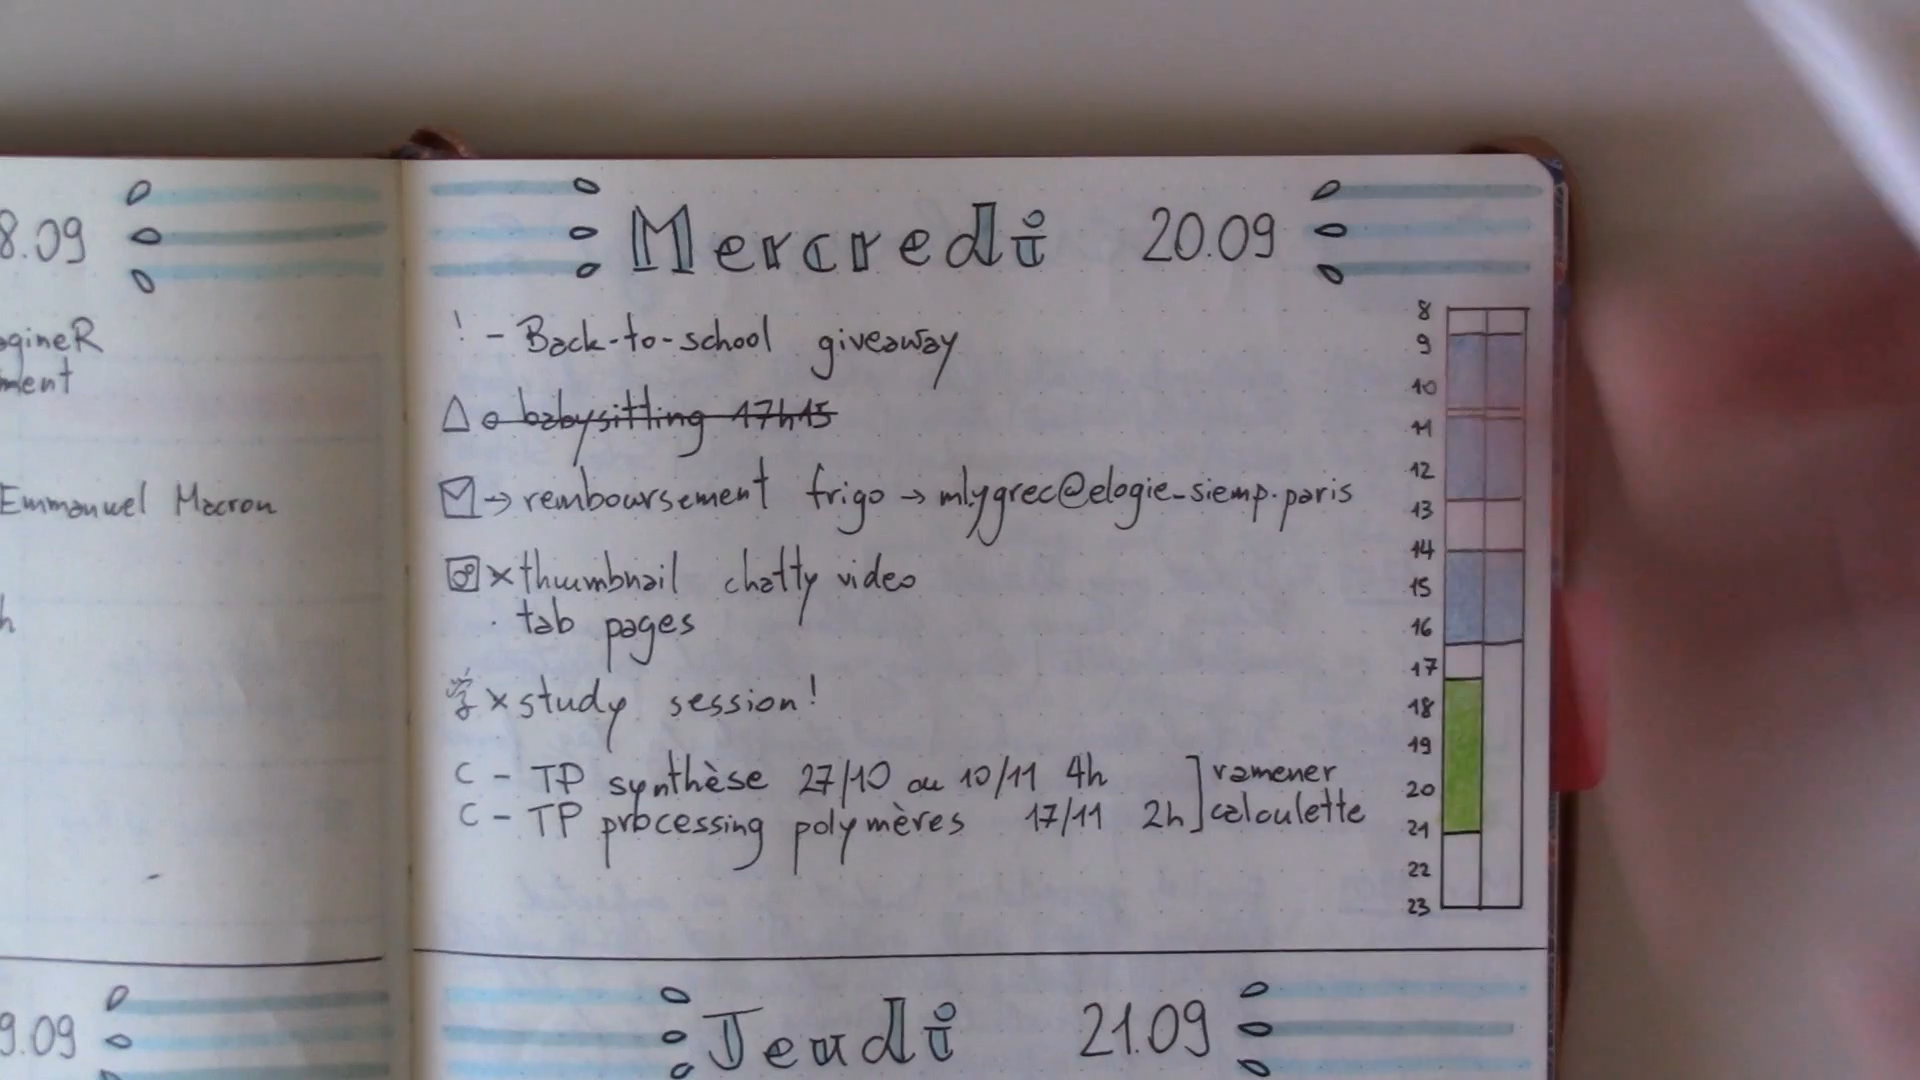 8.09
ogineR
ment
Emmanuel Macron
h
9.09
Mercredi 20.09
! - Back-to-school giveaway
△ o babysitting 17h15
→ remboursement frigo → mlygrec@elogie-siemp.paris
× thumbnail chatty video
· tab pages
学 × study session!
C - TP synthèse 27/10 ou 10/11 4h ] ramener
C - TP processing polymères 17/11 2h ] calculette
8
9
10
11
12
13
14
15
16
17
18
19
20
21
22
23
Jeudi 21.09